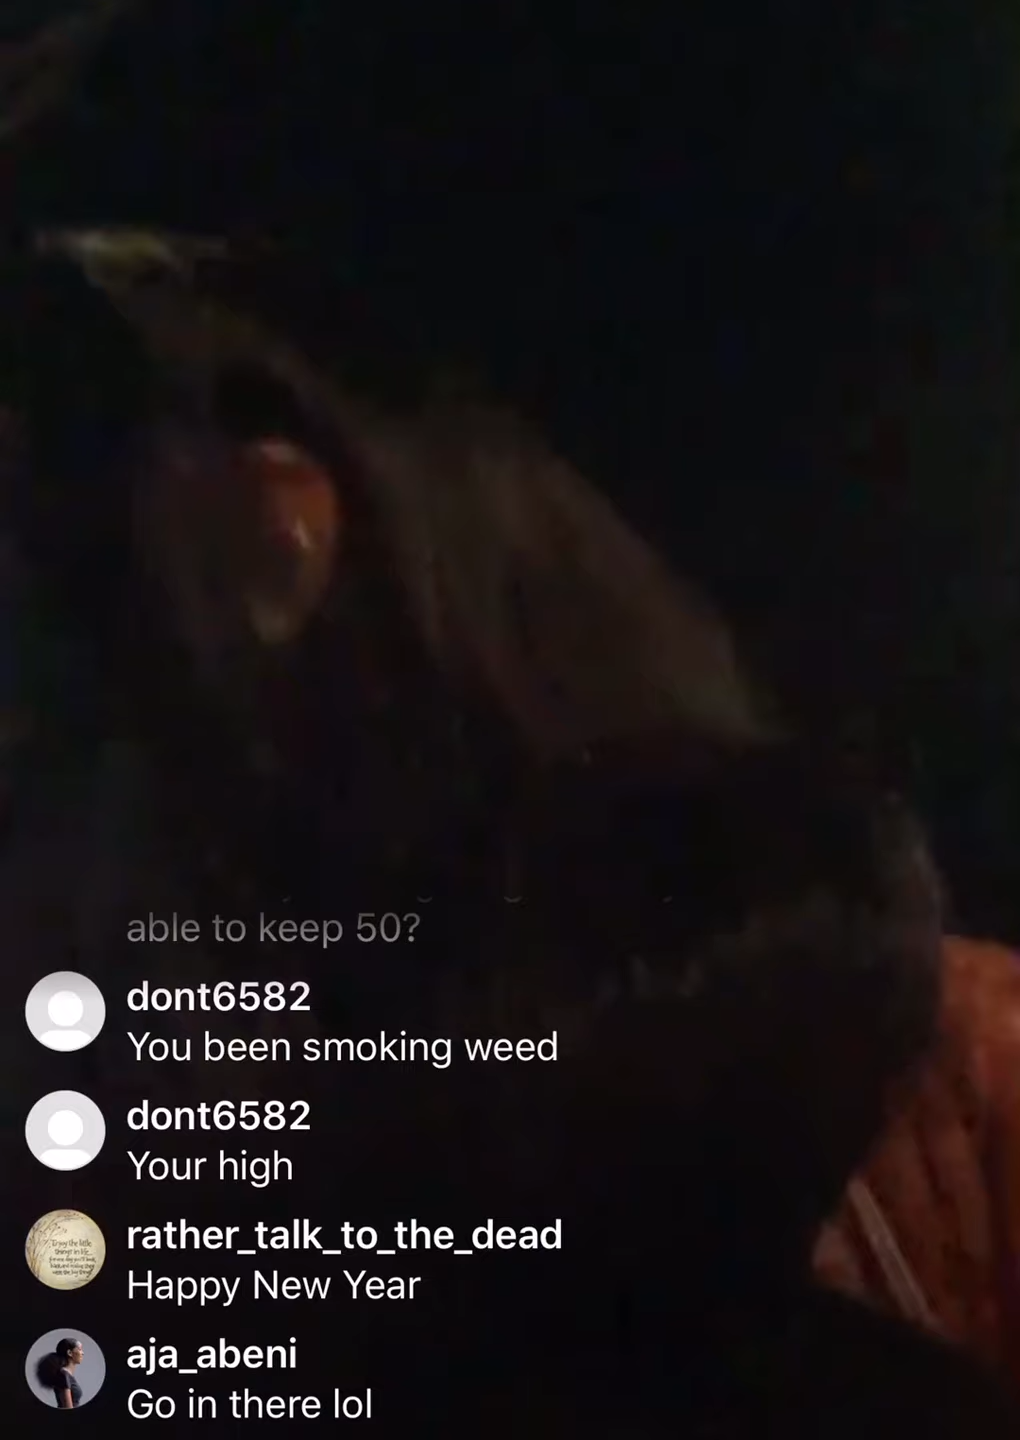 able to keep 50?
dont6582
You been smoking weed
dont6582
Your high
rather_talk_to_the_dead
Happy New Year
aja_abeni
Go in there lol